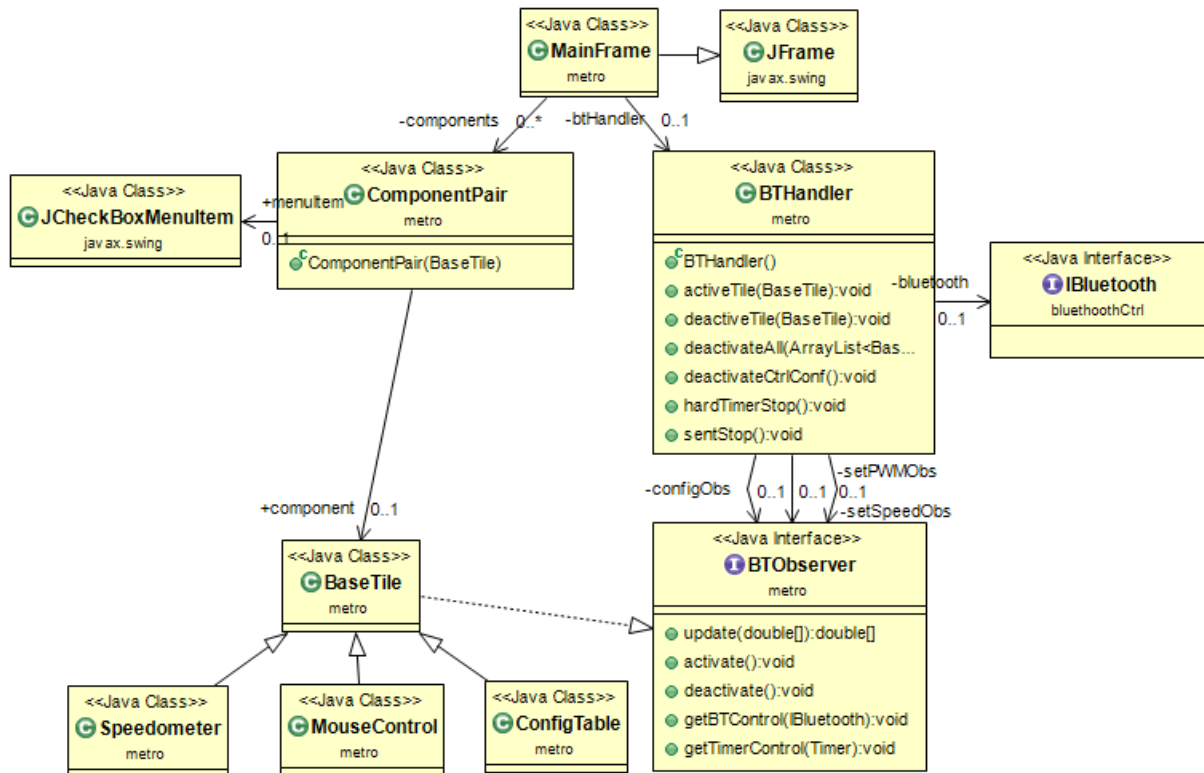 <<Java Class>>
MainFrame
metro
<<Java Class>>
JFrame
javax.swing
-components
0..*
-btHandler
0..1
<<Java Class>>
JCheckBoxMenuItem
javax.swing
+menuItem
0..1
<<Java Class>>
ComponentPair
metro
ComponentPair(BaseTile)
<<Java Class>>
BTHandler
metro
BTHandler()
activeTile(BaseTile):void
deactiveTile(BaseTile):void
deactivateAll(ArrayList<Bas...
deactivateCtrlConf():void
hardTimerStop():void
sentStop():void
-bluetooth
0..1
<<Java Interface>>
IBluetooth
bluethoothCtrl
-configObs
0..1
0..1
0..1
-setPWMObs
-setSpeedObs
+component
0..1
<<Java Class>>
BaseTile
metro
<<Java Interface>>
BTObserver
metro
update(double[]):double[]
activate():void
deactivate():void
getBTControl(IBluetooth):void
getTimerControl(Timer):void
<<Java Class>>
Speedometer
metro
<<Java Class>>
MouseControl
metro
<<Java Class>>
ConfigTable
metro